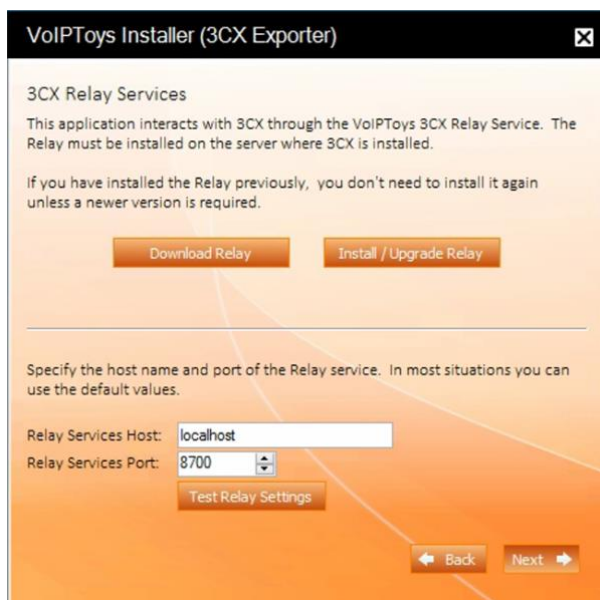 VoIPToys Installer (3CX Exporter)
3CX Relay Services
This application interacts with 3CX through the VoIPToys 3CX Relay Service. The
Relay must be installed on the server where 3CX is installed.
If you have installed the Relay previously, you don't need to install it again
unless a newer version is required.
Download Relay Install / Upgrade Relay
Specify the host name and port of the Relay service. In most situations you can
use the default values.
Relay Services Host: localhost
Relay Services Port: 8700
Test Relay Settings
Back Next